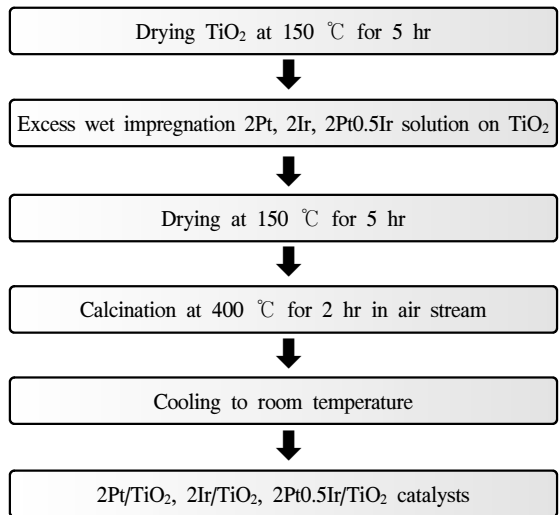 Drying TiO₂ at 150 ℃ for 5 hr
Excess wet impregnation 2Pt, 2Ir, 2Pt0.5Ir solution on TiO₂
Drying at 150 ℃ for 5 hr
Calcination at 400 ℃ for 2 hr in air stream
Cooling to room temperature
2Pt/TiO₂, 2Ir/TiO₂, 2Pt0.5Ir/TiO₂ catalysts